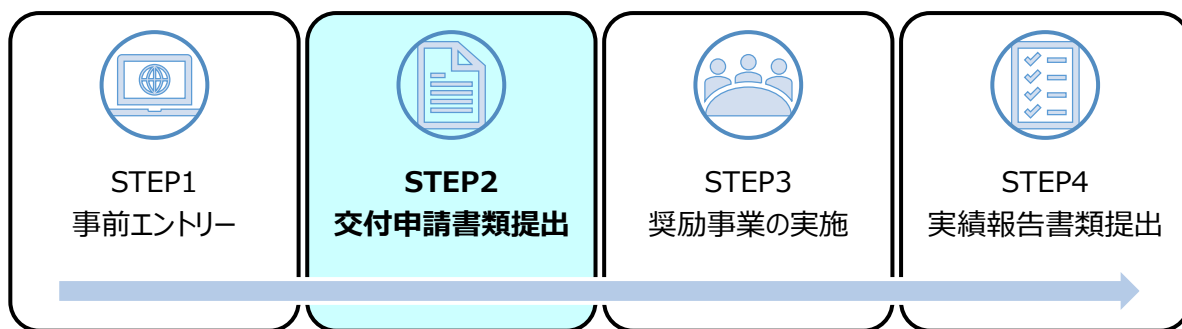 STEP1
事前エントリー
STEP2
交付申請書類提出
STEP3
奨励事業の実施
STEP4
実績報告書類提出